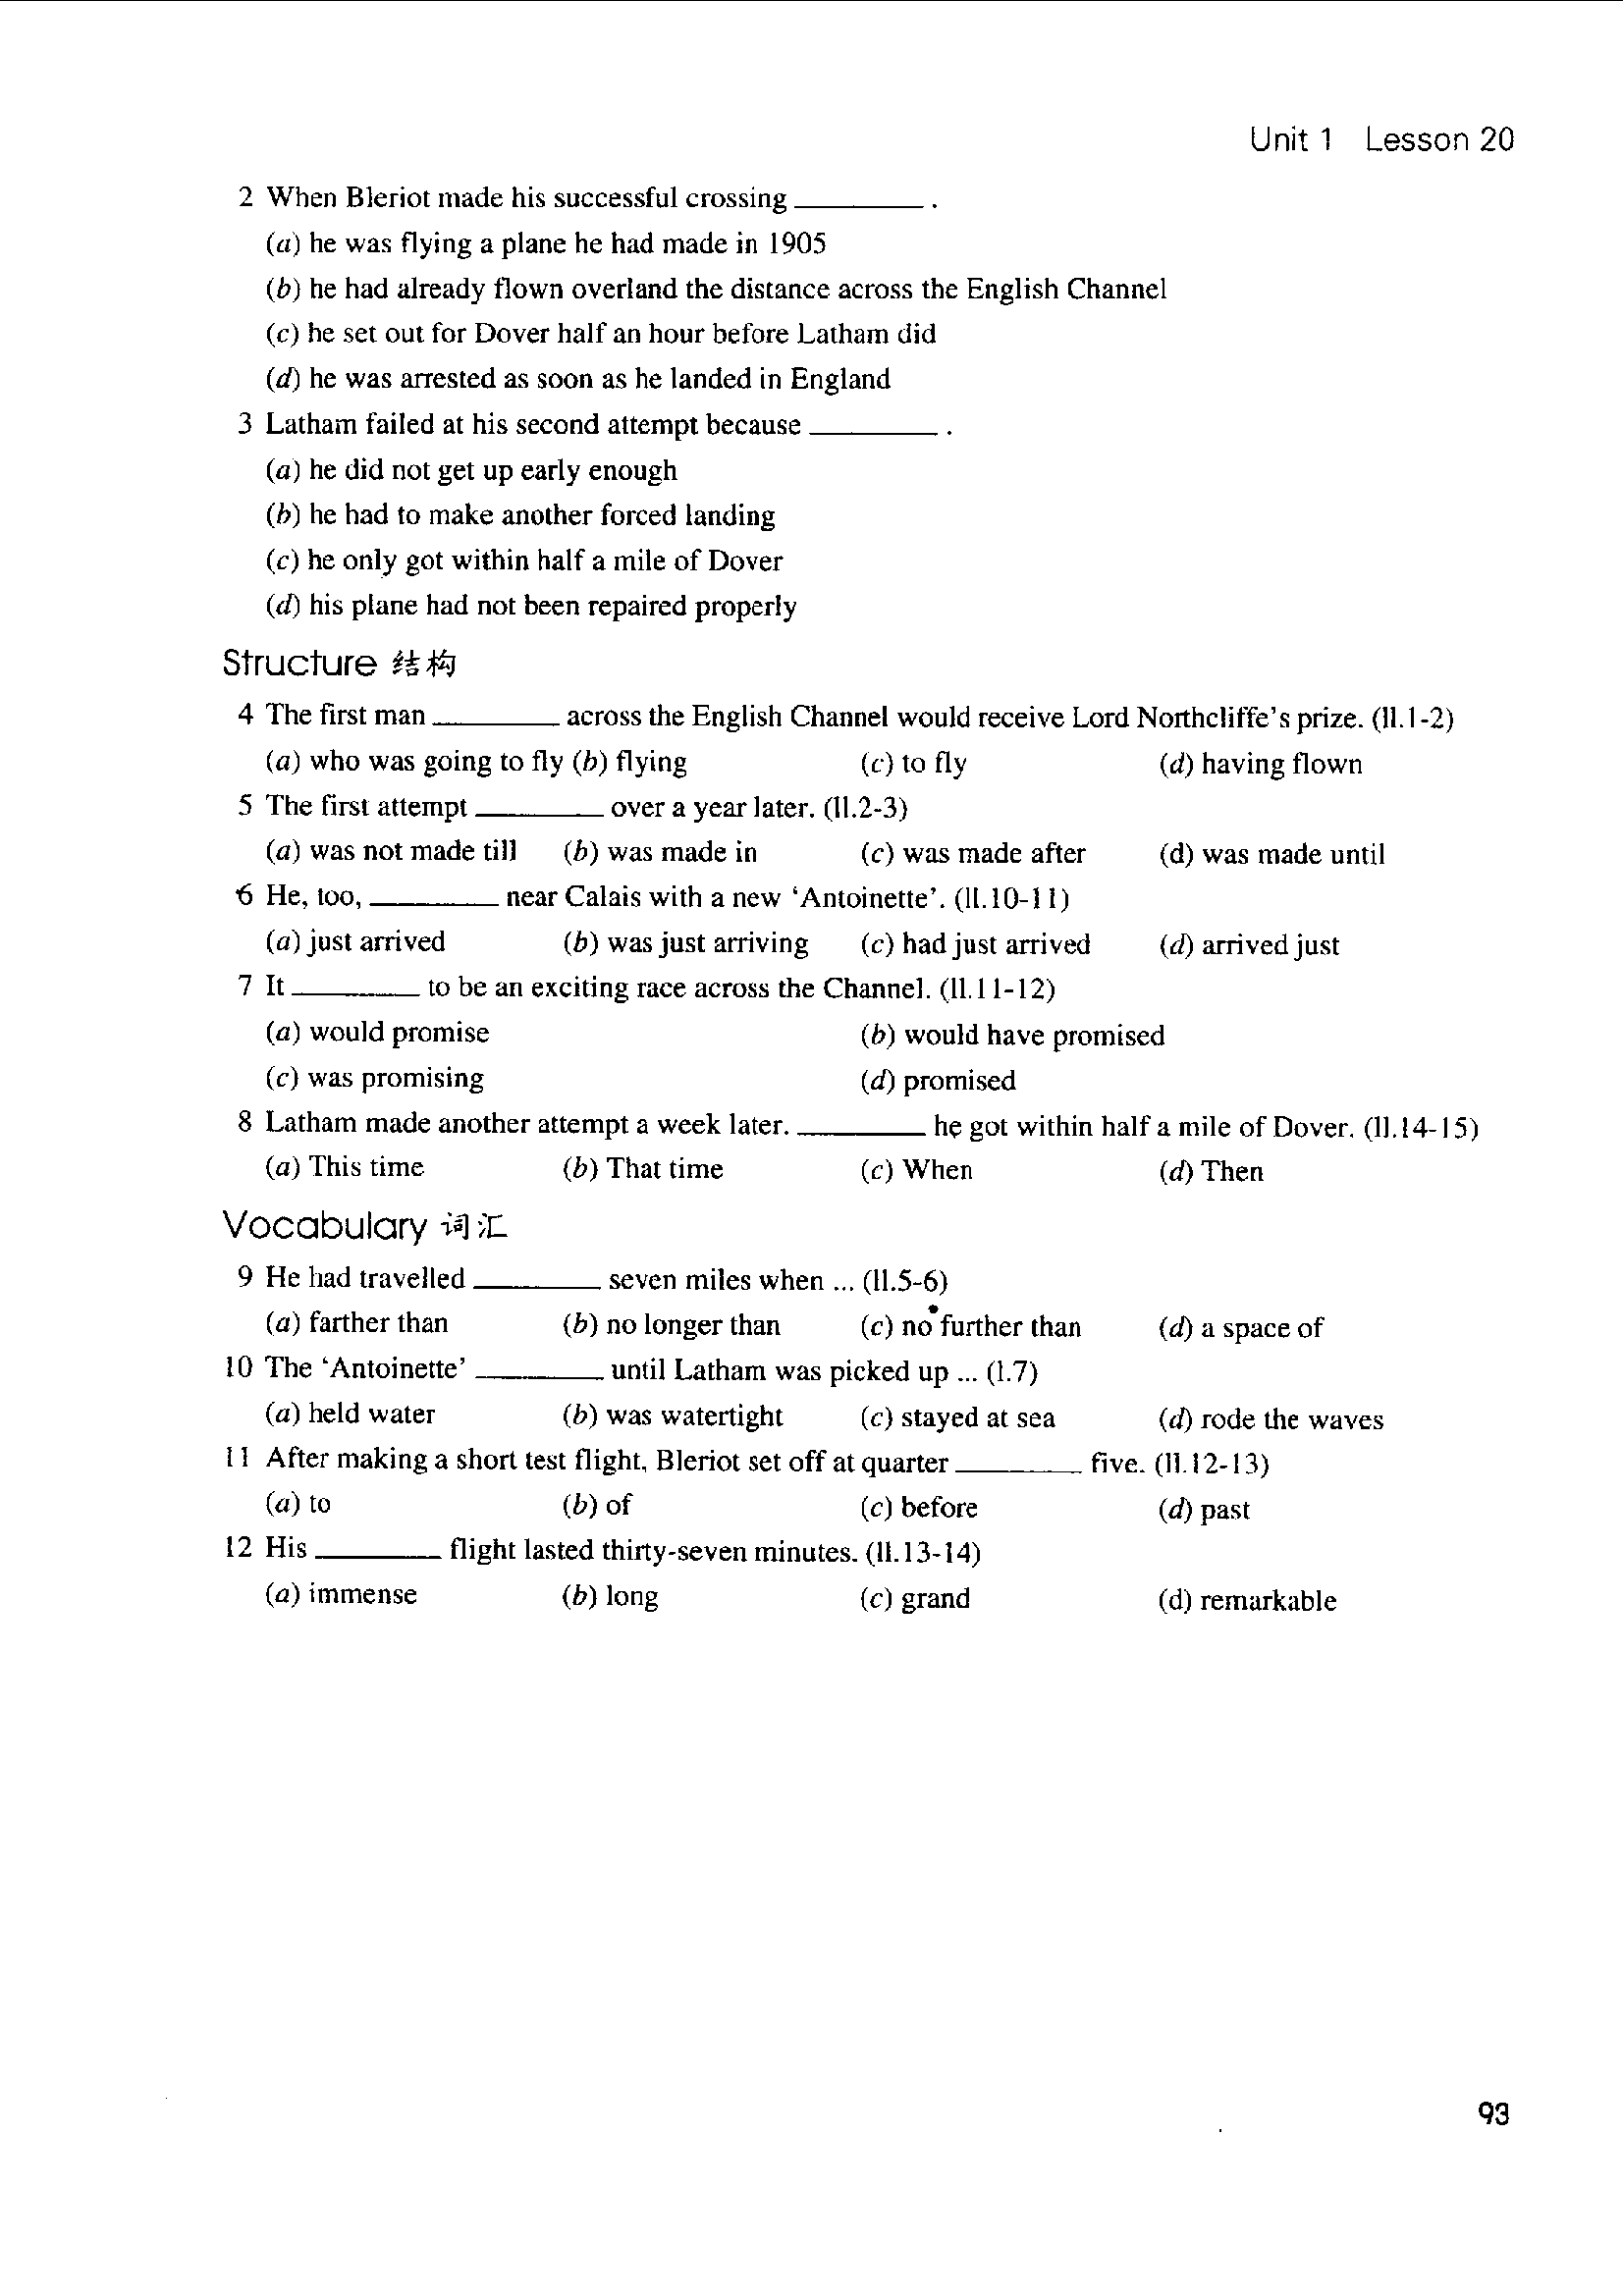 Unit 1 Lesson 20
2 When Bleriot made his successful crossing ________ .
(a) he was flying a plane he had made in 1905
(b) he had already flown overland the distance across the English Channel
(c) he set out for Dover half an hour before Latham did
(d) he was arrested as soon as he landed in England
3 Latham failed at his second attempt because ________ .
(a) he did not get up early enough
(b) he had to make another forced landing
(c) he only got within half a mile of Dover
(d) his plane had not been repaired properly
Structure 结构
4 The first man ________ across the English Channel would receive Lord Northcliffe's prize. (ll.1-2)
(a) who was going to fly (b) flying (c) to fly (d) having flown
5 The first attempt ________ over a year later. (ll.2-3)
(a) was not made till (b) was made in (c) was made after (d) was made until
6 He, too, ________ near Calais with a new 'Antoinette'. (ll.10-11)
(a) just arrived (b) was just arriving (c) had just arrived (d) arrived just
7 It ________ to be an exciting race across the Channel. (ll.11-12)
(a) would promise (b) would have promised
(c) was promising (d) promised
8 Latham made another attempt a week later. ________ he got within half a mile of Dover. (ll.14-15)
(a) This time (b) That time (c) When (d) Then
Vocabulary 词汇
9 He had travelled ________ seven miles when ... (ll.5-6)
(a) farther than (b) no longer than (c) no further than (d) a space of
10 The 'Antoinette' ________ until Latham was picked up ... (l.7)
(a) held water (b) was watertight (c) stayed at sea (d) rode the waves
11 After making a short test flight, Bleriot set off at quarter ________ five. (ll.12-13)
(a) to (b) of (c) before (d) past
12 His ________ flight lasted thirty-seven minutes. (ll.13-14)
(a) immense (b) long (c) grand (d) remarkable
93